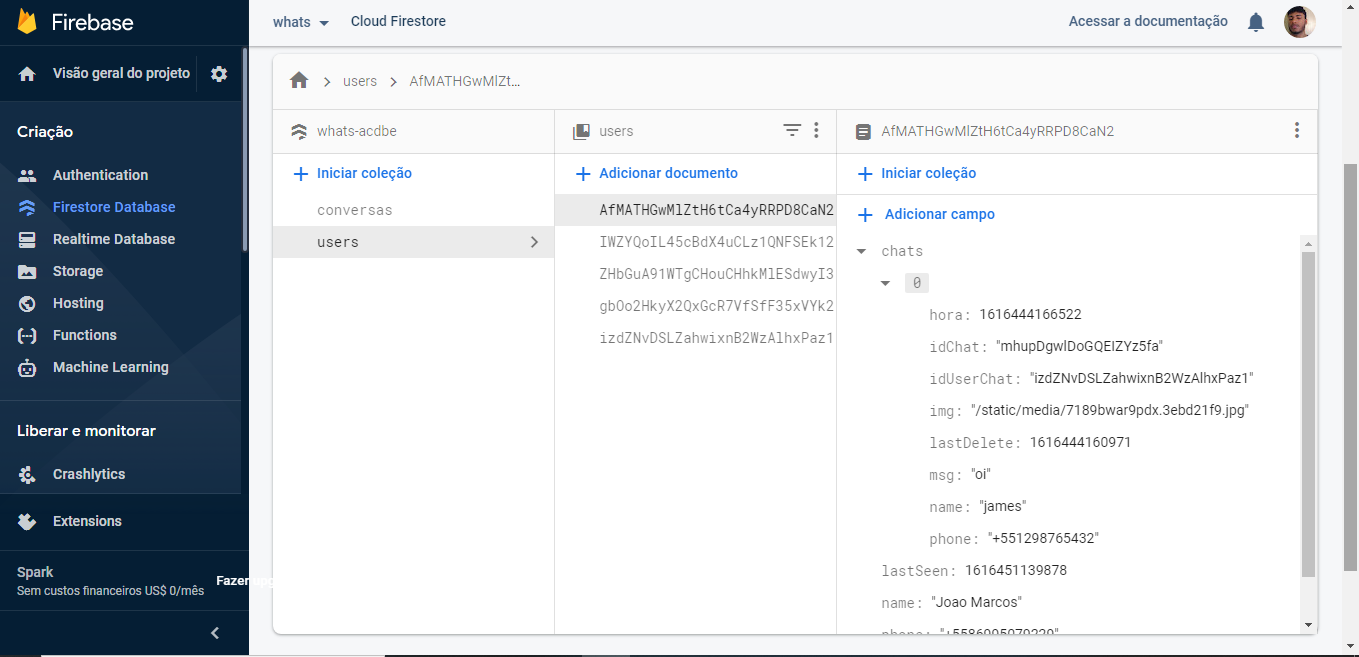 Firebase
whats
Cloud Firestore
Acessar a documentação
Visão geral do projeto
Criação
Authentication
Firestore Database
Realtime Database
Storage
Hosting
Functions
Machine Learning
Liberar e monitorar
Crashlytics
Extensions
Spark
Sem custos financeiros US$ 0/mês
Fazer upg
users
AfMATHGwMlZt...
whats-acdbe
Iniciar coleção
conversas
users
users
Adicionar documento
AfMATHGwMlZtH6tCa4yRRPD8CaN2
IWZYQoIL45cBdX4uCLz1QNFSEk12
ZHbGuA91WTgCHouCHhkMlESdwyI3
gbOo2HkyX2QxGcR7VfSfF35xVYk2
izdZNvDSLZahwixnB2WzAlhxPaz1
AfMATHGwMlZtH6tCa4yRRPD8CaN2
Iniciar coleção
Adicionar campo
chats
0
hora: 1616444166522
idChat: "mhupDgwlDoGQEIZYz5fa"
idUserChat: "izdZNvDSLZahwixnB2WzAlhxPaz1"
img: "/static/media/7189bwar9pdx.3ebd21f9.jpg"
lastDelete: 1616444160971
msg: "oi"
name: "james"
phone: "+551298765432"
lastSeen: 1616451139878
name: "Joao Marcos"
phone: